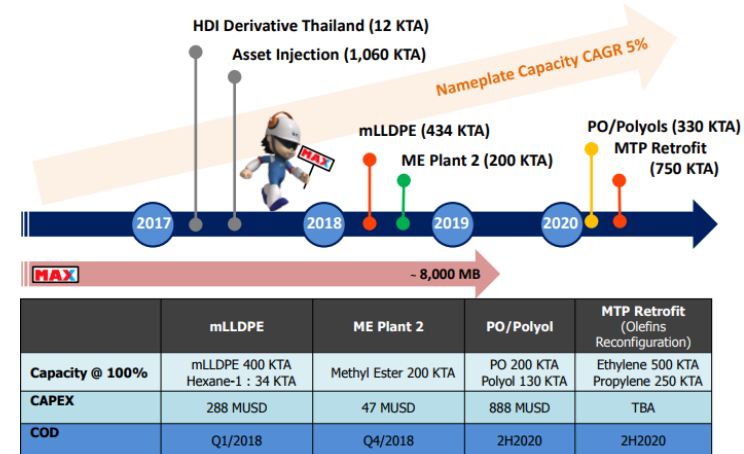 HDI Derivative Thailand (12 KTA)
Asset Injection (1,060 KTA)
Nameplate Capacity CAGR 5%
MAX
mLLDPE (434 KTA)
ME Plant 2 (200 KTA)
PO/Polyols (330 KTA)
MTP Retrofit
(750 KTA)
2017
2018
2019
2020
MAX
~ 8,000 MB
mLLDPE
ME Plant 2
PO/Polyol
MTP Retrofit
(Olefins
Reconfiguration)
Capacity @ 100%
mLLDPE 400 KTA
Hexane-1 : 34 KTA
Methyl Ester 200 KTA
PO 200 KTA
Polyol 130 KTA
Ethylene 500 KTA
Propylene 250 KTA
CAPEX
288 MUSD
47 MUSD
888 MUSD
TBA
COD
Q1/2018
Q4/2018
2H2020
2H2020